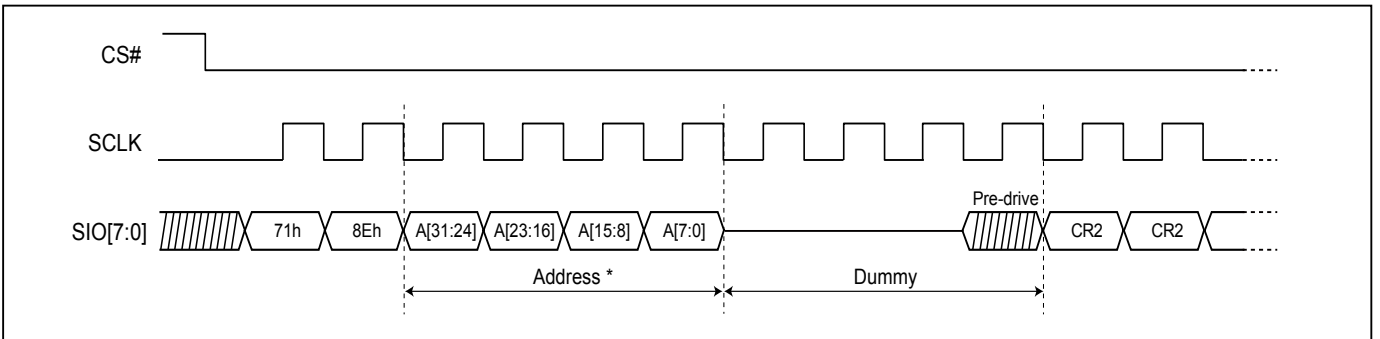 CS#
SCLK
Pre-drive
SIO[7:0] 71h 8Eh A[31:24] A[23:16] A[15:8] A[7:0] CR2 CR2
Address * Dummy